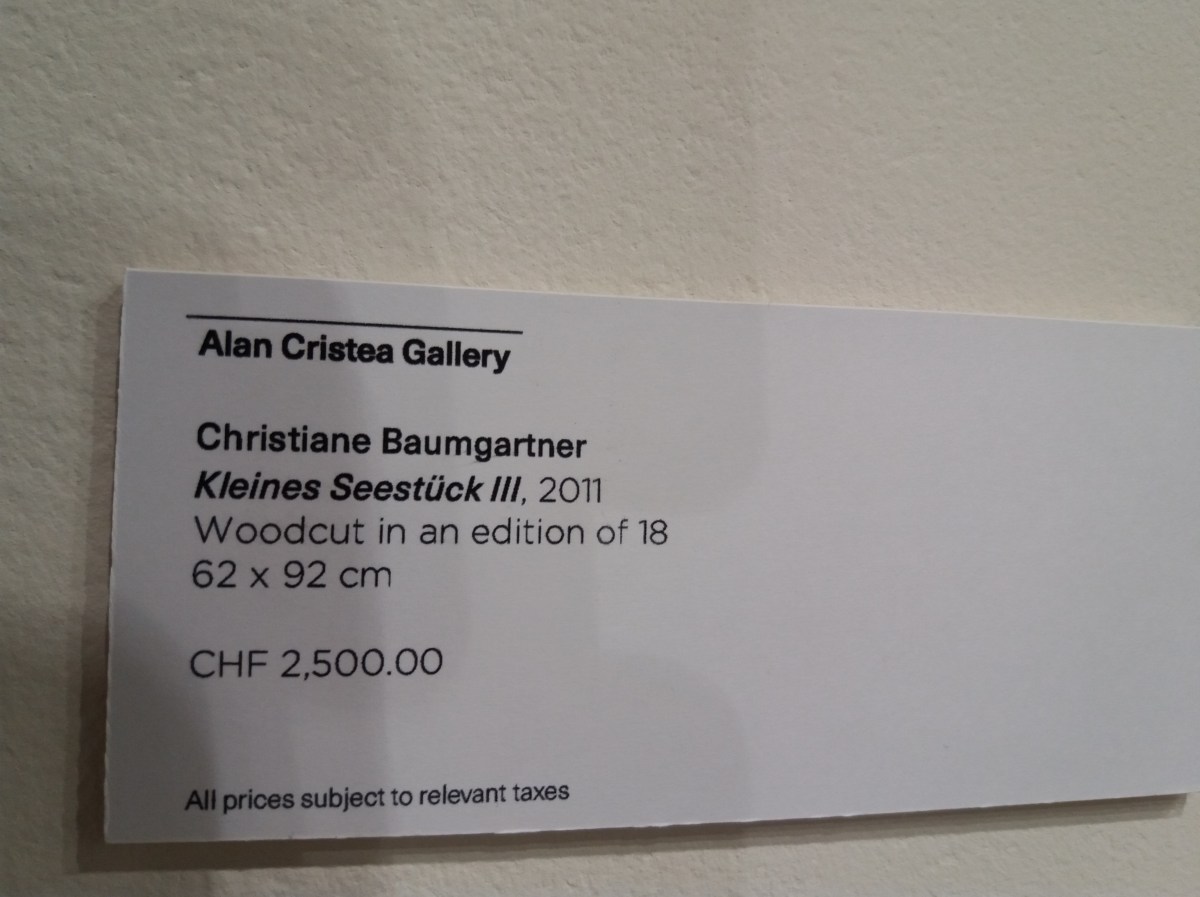 Alan Cristea Gallery
Christiane Baumgartner
Kleines Seestück III, 2011
Woodcut in an edition of 18
62 x 92 cm
CHF 2,500.00
All prices subject to relevant taxes